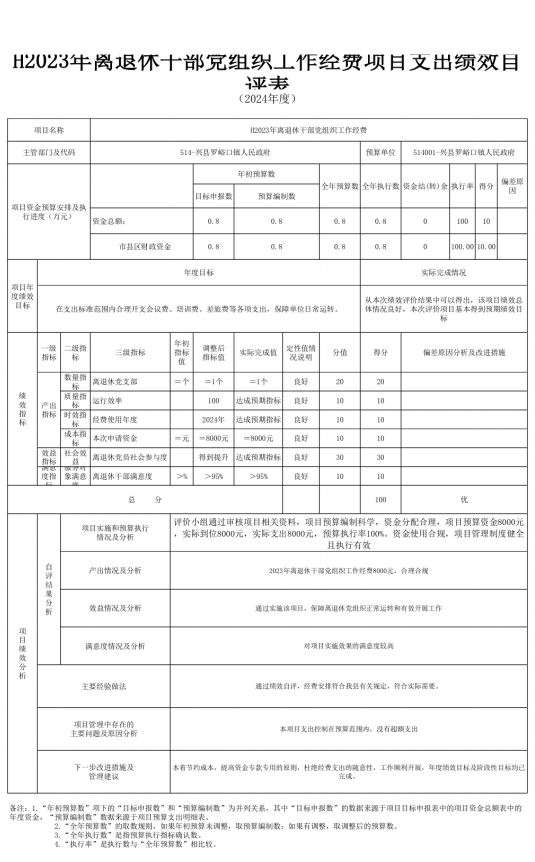 H2023年离退休干部党组织工作经费项目支出绩效自
评表
（2024年度）
项目名称 H2023年离退休干部党组织工作经费
主管部门及代码 514-兴县罗峪口镇人民政府 预算单位 514001-兴县罗峪口镇人民政府
项目资金预算安排及执
行进度（万元）
年初预算数 全年预算数 全年执行数 资金结(转)余 执行率 得分 偏差原
因
目标申报数 预算编制数
资金总额： 0.8 0.8 0.8 0.8 0 100 10
市县区财政资金 0.8 0.8 0.8 0.8 0 100.00 10.00
项目年
度绩效
目标
年度目标 实际完成情况
在支出标准范围内合理开支会议费、培训费、差旅费等各项支出，保障单位日常运转。
从本次绩效评价结果中可以得出，该项目绩效总
体情况良好，本次评价项目基本得到预期绩效目
标
绩
效
指
标
一级
指标
二级指
标
三级指标
年初
指标
值
调整后
指标值
实际完成值
定性值情
况说明
分值 得分 偏差原因分析及改进措施
产出
指标
数量指
标
离退休党支部 ＝个 ＝1个 ＝1个 良好 20 20
质量指
标
运行效率 100 达成预期指标 良好 10 10
时效指
标
经费使用年度 2024年 达成预期指标 良好 10 10
成本指
标
本次申请资金 ＝元 ＝8000元 ＝8000元 良好 10 10
效益
指标
社会效
益
离退休党员社会参与度 得到提升 达成预期指标 良好 30 30
满意
度指
标
服务对
象满意
度
离退休干部满意度 ＞% ＞95% ＞95% 良好 10 10
总 分 100 优
项
目
绩
效
分
析
自
评
结
果
分
析
项目实施和预算执行
情况及分析
评价小组通过审核项目相关资料，项目预算编制科学，资金分配合理，项目预算资金8000元
，实际到位8000元，实际支出8000元，预算执行率100%。资金使用合规，项目管理制度健全
且执行有效
产出情况及分析 2023年离退休干部党组织工作经费8000元，合理合规
效益情况及分析 通过实施该项目，保障离退休党组织正常运转和有效开展工作
满意度情况及分析 对项目实施效果的满意度较高
主要经验做法 通过绩效自评，经费安排符合我县有关规定，符合实际需要。
项目管理中存在的
主要问题及原因分析
本项目支出控制在预算范围内，没有超额支出
下一步改进措施及
管理建议
本着节约成本，提高资金专款专用的原则，杜绝经费支出的随意性，工作顺利开展，年度绩效目标及阶段性目标均已
完成。
备注：1.“年初预算数”项下的“目标申报数”和“预算编制数”为并列关系，其中“目标申报数”的数据来源于项目目标申报表中的项目资金总额表中的
年度资金，“预算编制数”数据来源于项目预算支出明细表。
2.“全年预算数”的取数规则，如果年初预算未调整，取预算编制数；如果有调整，取调整后的预算数。
3.“全年执行数”是指预算执行指标确认数。
4.“执行率”是执行数与“全年预算数”相比较。